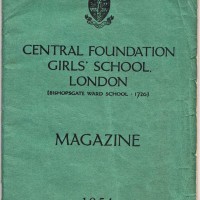 CENTRAL FOUNDATION
GIRLS' SCHOOL,
LONDON
(BISHOPSGATE WARD SCHOOL · 1726)
MAGAZINE